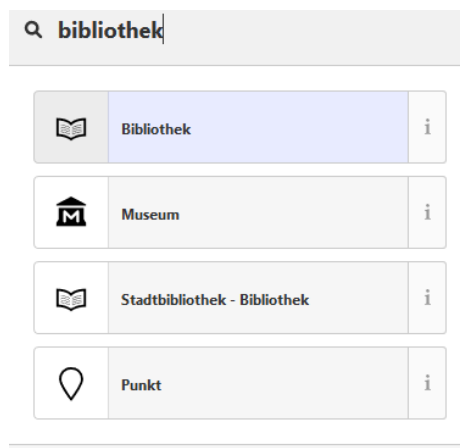 bibliothek
Bibliothek i
M Museum i
Stadtbibliothek - Bibliothek i
Punkt i